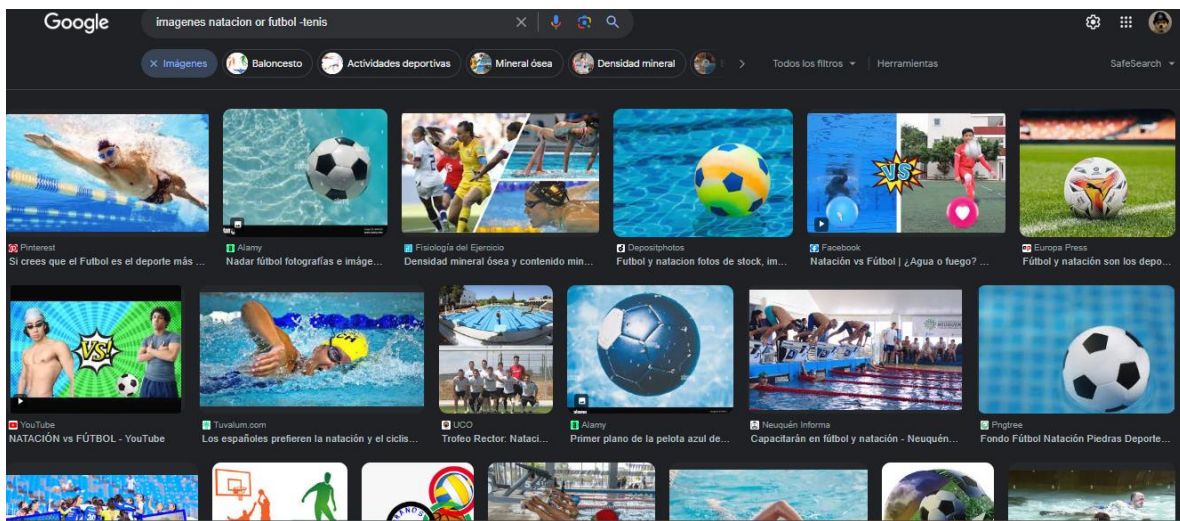 Google
imagenes natacion or futbol -tenis
Imágenes
Baloncesto
Actividades deportivas
Mineral ósea
Densidad mineral
Todos los filtros
Herramientas
SafeSearch
VS
Pinterest
Alamy
Fisiología del Ejercicio
Depositphotos
Facebook
Europa Press
Si crees que el Futbol es el deporte más ...
Nadar fútbol fotografías e imáge...
Densidad mineral ósea y contenido min...
Futbol y natacion fotos de stock, im...
Natación vs Fútbol | ¿Agua o fuego? ...
Fútbol y natación son los depo...
VS!
YouTube
Tuvalum.com
UCO
Alamy
Neuquén Informa
Pngtree
NATACIÓN vs FÚTBOL - YouTube
Los españoles prefieren la natación y el ciclis...
Trofeo Rector: Nataci...
Primer plano de la pelota azul de...
Capacitarán en fútbol y natación - Neuquén...
Fondo Fútbol Natación Piedras Deporte...